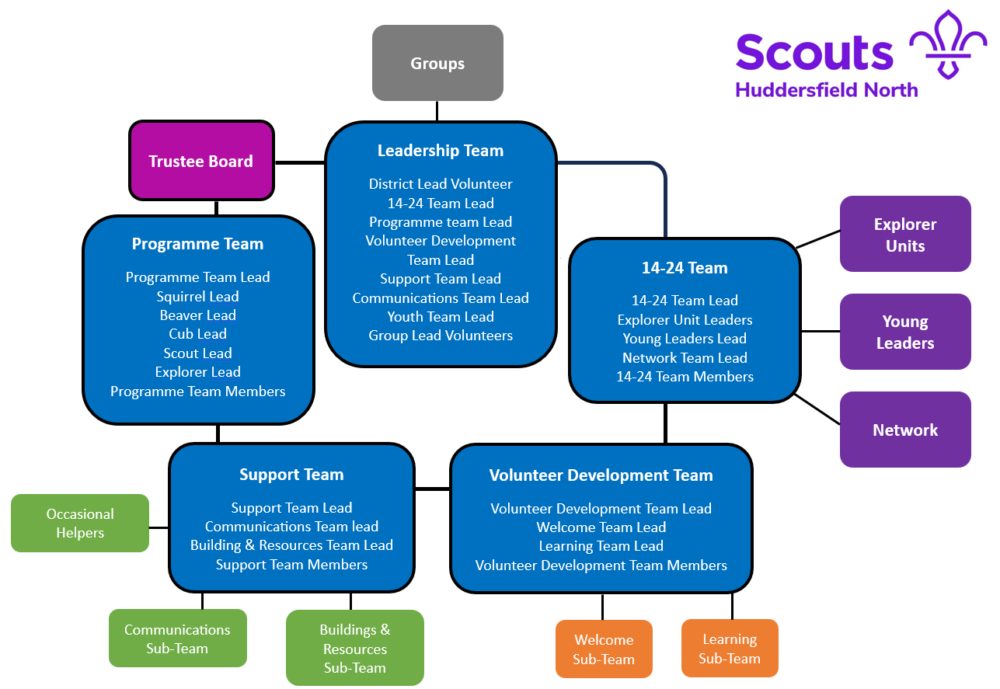 Scouts
Huddersfield North
Groups
Trustee Board
Leadership Team
District Lead Volunteer
14-24 Team Lead
Programme team Lead
Volunteer Development
Team Lead
Support Team Lead
Communications Team Lead
Youth Team Lead
Group Lead Volunteers
Programme Team
Programme Team Lead
Squirrel Lead
Beaver Lead
Cub Lead
Scout Lead
Explorer Lead
Programme Team Members
14-24 Team
14-24 Team Lead
Explorer Unit Leaders
Young Leaders Lead
Network Team Lead
14-24 Team Members
Explorer
Units
Young
Leaders
Network
Support Team
Support Team Lead
Communications Team lead
Building & Resources Team Lead
Support Team Members
Volunteer Development Team
Volunteer Development Team Lead
Welcome Team Lead
Learning Team Lead
Volunteer Development Team Members
Occasional
Helpers
Communications
Sub-Team
Buildings &
Resources
Sub-Team
Welcome
Sub-Team
Learning
Sub-Team